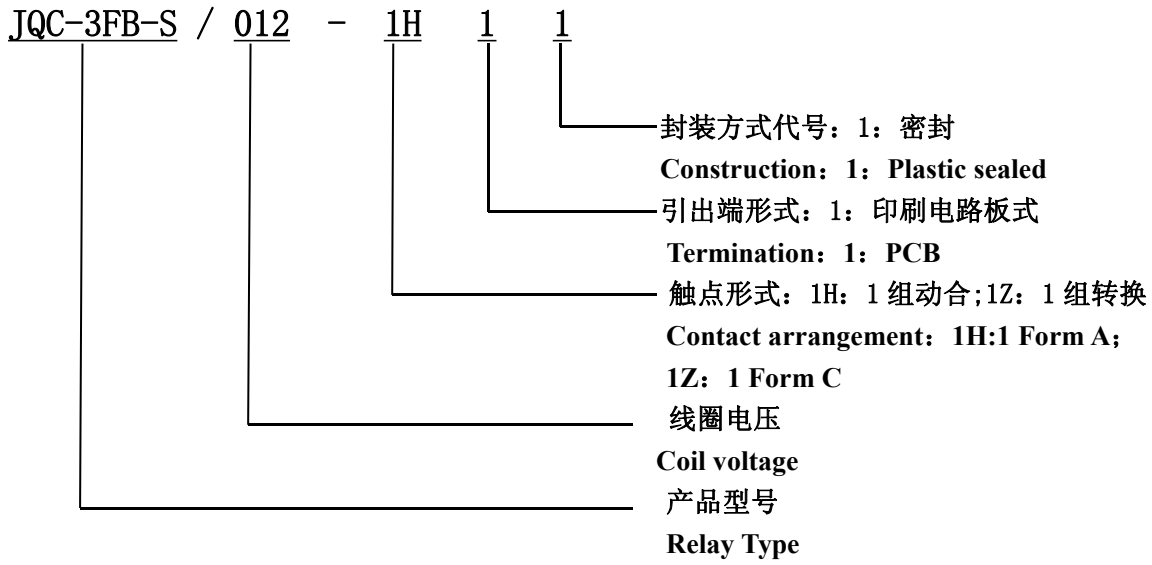 JQC-3FB-S / 012 - 1H 1 1
封装方式代号：1：密封
Construction：1：Plastic sealed
引出端形式：1：印刷电路板式
Termination：1：PCB
触点形式：1H：1 组动合;1Z：1 组转换
Contact arrangement：1H:1 Form A；
1Z：1 Form C
线圈电压
Coil voltage
产品型号
Relay Type